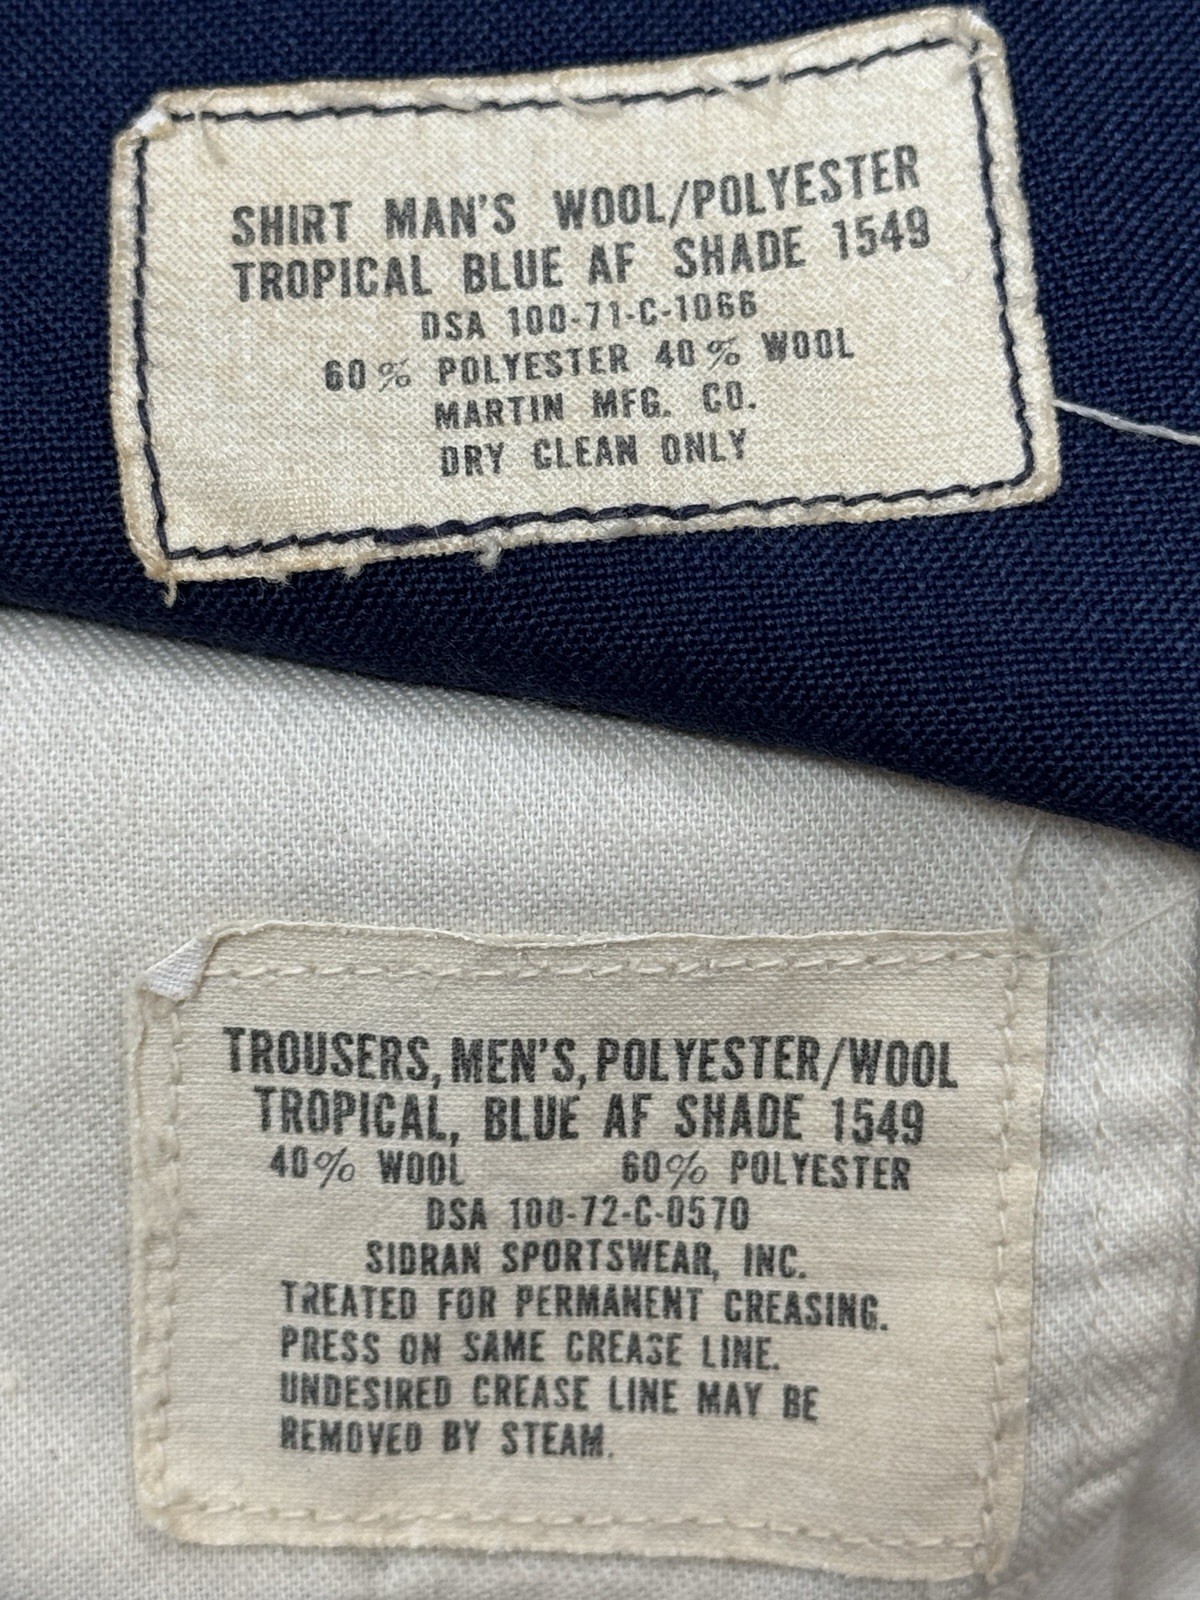 SHIRT MAN'S WOOL/POLYESTER
TROPICAL BLUE AF SHADE 1549
DSA 100-71-C-1066
60% POLYESTER 40% WOOL
MARTIN MFG. CO.
DRY CLEAN ONLY
TROUSERS, MEN'S, POLYESTER/WOOL
TROPICAL, BLUE AF SHADE 1549
40% WOOL 60% POLYESTER
DSA 100-72-C-0570
SIDRAN SPORTSWEAR, INC.
TREATED FOR PERMANENT CREASING.
PRESS ON SAME CREASE LINE.
UNDESIRED CREASE LINE MAY BE
REMOVED BY STEAM.